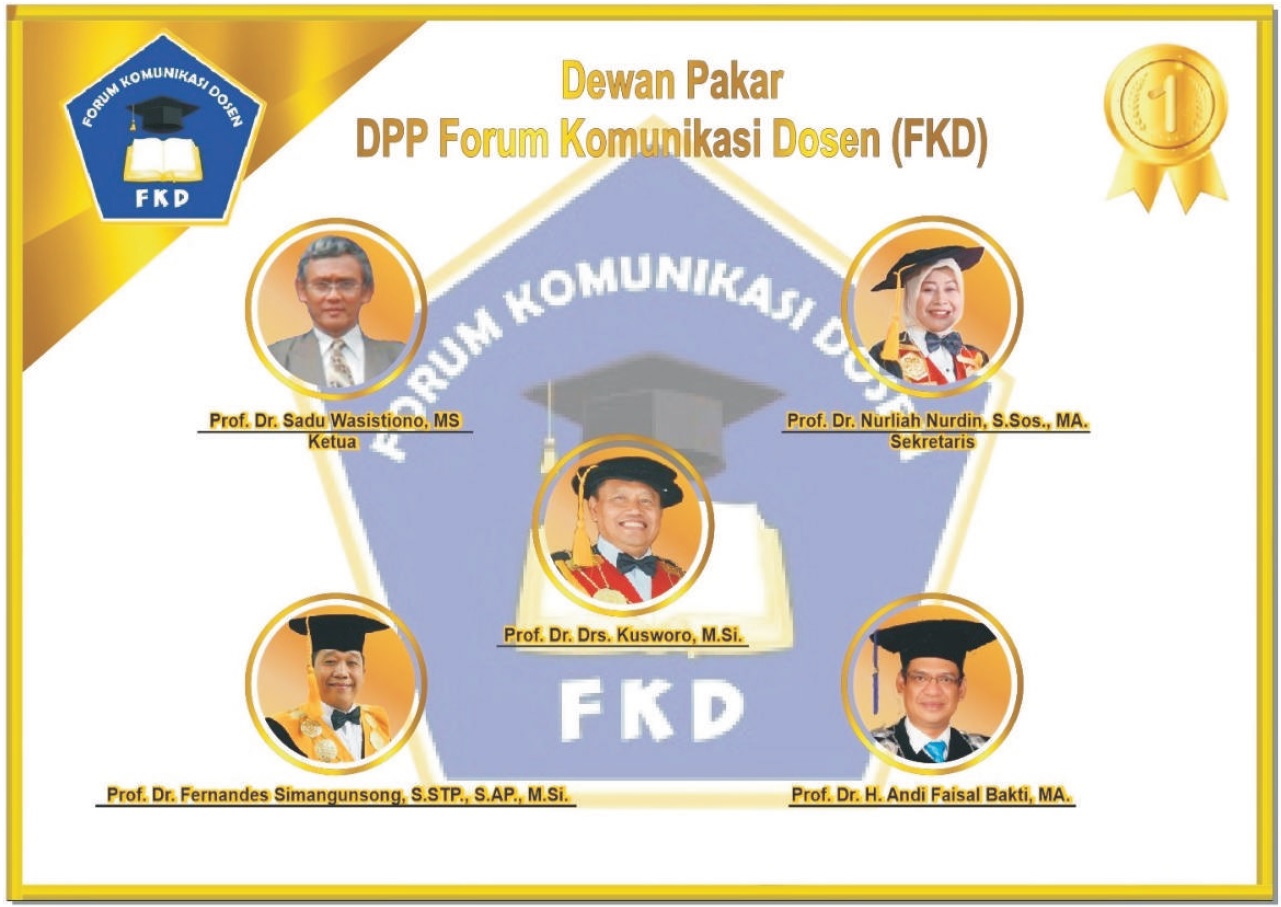 FORUM KOMUNIKASI DOSEN
FKD
Dewan Pakar
DPP Forum Komunikasi Dosen (FKD)
1
FORUM KOMUNIKASI DOSEN
Prof. Dr. Sadu Wasistiono, MS
Ketua
Prof. Dr. Nurliah Nurdin, S.Sos., MA.
Sekretaris
Prof. Dr. Drs. Kusworo, M.Si.
FKD
Prof. Dr. Fernandes Simangunsong, S.STP., S.AP., M.Si.
Prof. Dr. H. Andi Faisal Bakti, MA.